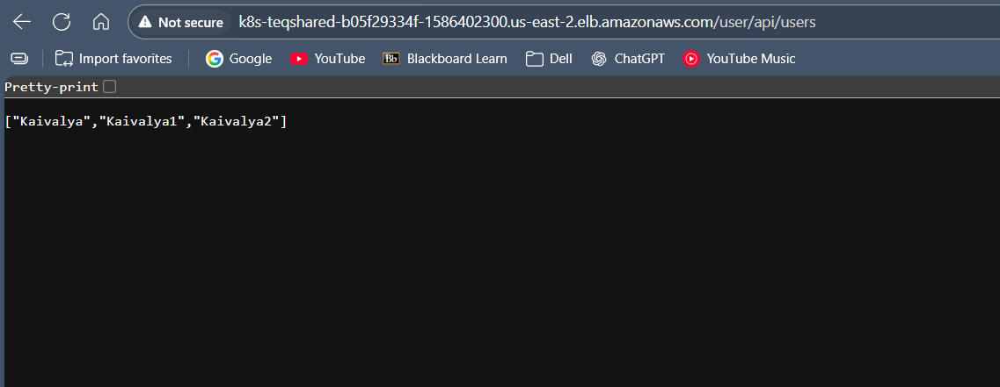 Not secure k8s-teqshared-b05f29334f-1586402300.us-east-2.elb.amazonaws.com/user/api/users
Import favorites Google YouTube Bb Blackboard Learn Dell ChatGPT YouTube Music
Pretty-print
["Kaivalya","Kaivalya1","Kaivalya2"]